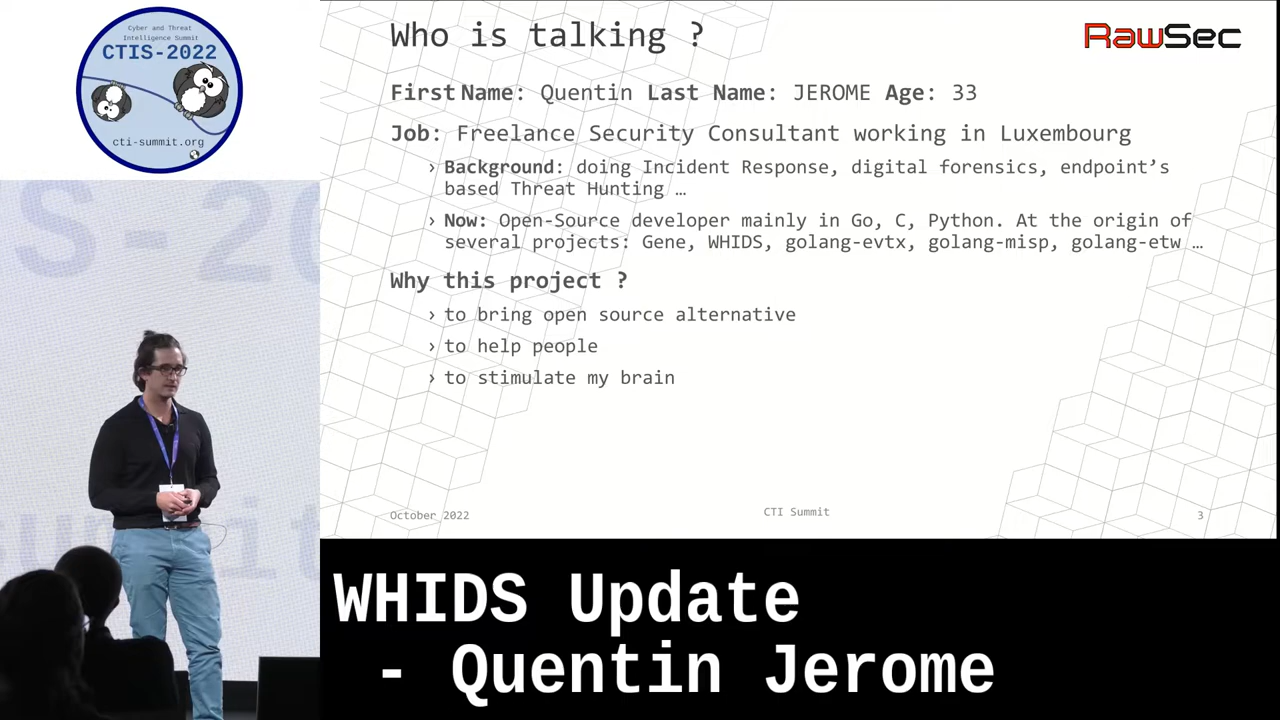 Cyber and Threat
Intelligence Summit
CTIS-2022
cti-summit.org
S-20
summit
Who is talking ?
RawSec
First Name: Quentin Last Name: JEROME Age: 33
Job: Freelance Security Consultant working in Luxembourg
› Background: doing Incident Response, digital forensics, endpoint’s
based Threat Hunting …
› Now: Open-Source developer mainly in Go, C, Python. At the origin of
several projects: Gene, WHIDS, golang-evtx, golang-misp, golang-etw …
Why this project ?
› to bring open source alternative
› to help people
› to stimulate my brain
October 2022
CTI Summit
3
WHIDS Update
- Quentin Jerome